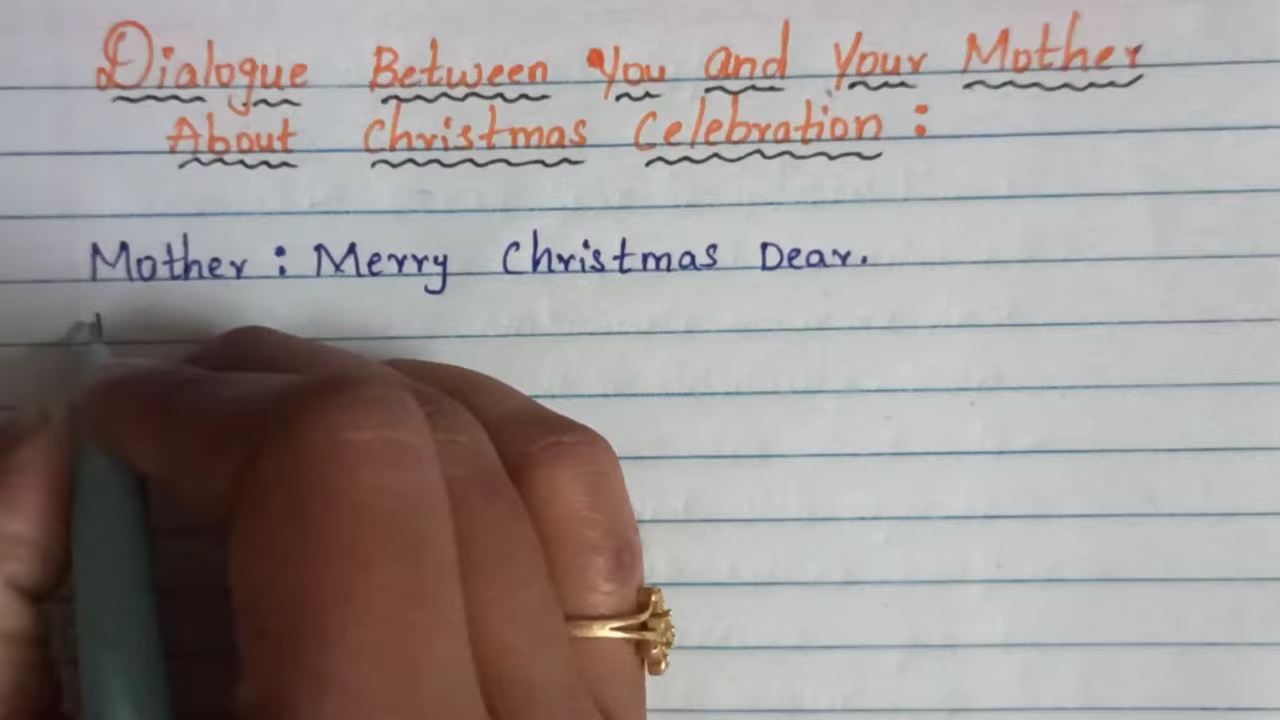 Dialogue Between You and Your Mother
About Christmas Celebration :
Mother : Merry Christmas Dear.